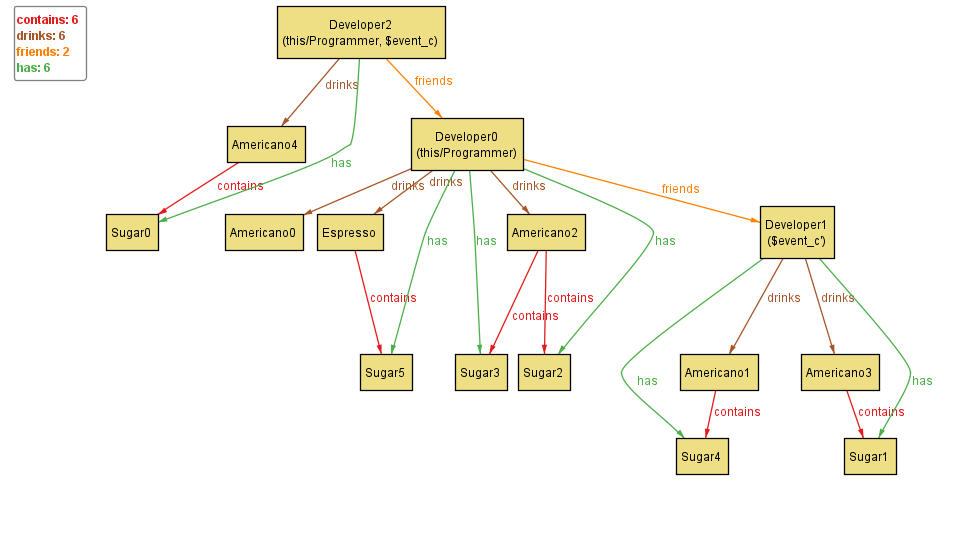 contains: 6
drinks: 6
friends: 2
has: 6
Developer2
(this/Programmer, $event_c)
drinks
friends
Americano4
Developer0
(this/Programmer)
has
contains
drinks
drinks
drinks
friends
Sugar0
Americano0
Espresso
Americano2
Developer1
($event_c')
has
has
has
contains
contains
contains
drinks
drinks
Sugar5
Sugar3
Sugar2
Americano1
Americano3
has
has
contains
contains
Sugar4
Sugar1